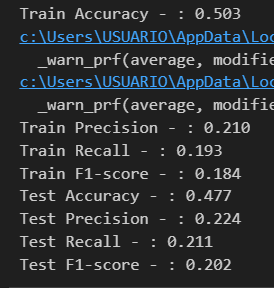 Train Accuracy - : 0.503
c:\Users\USUARIO\AppData\Loc
_warn_prf(average, modifie
c:\Users\USUARIO\AppData\Loc
_warn_prf(average, modifie
Train Precision - : 0.210
Train Recall - : 0.193
Train F1-score - : 0.184
Test Accuracy - : 0.477
Test Precision - : 0.224
Test Recall - : 0.211
Test F1-score - : 0.202